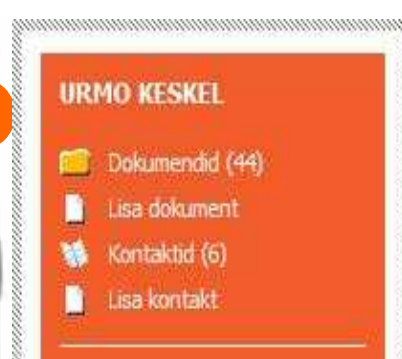 URMO KESKEL
Dokumendid (44)
Lisa dokument
Kontaktid (6)
Lisa kontakt